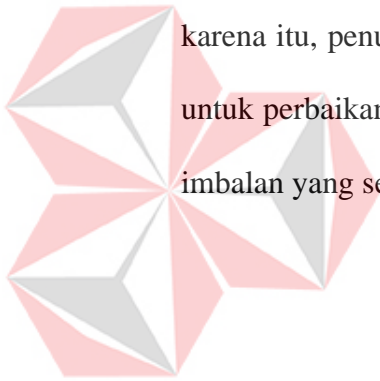 karena itu, penu
untuk perbaikan
imbalan yang se